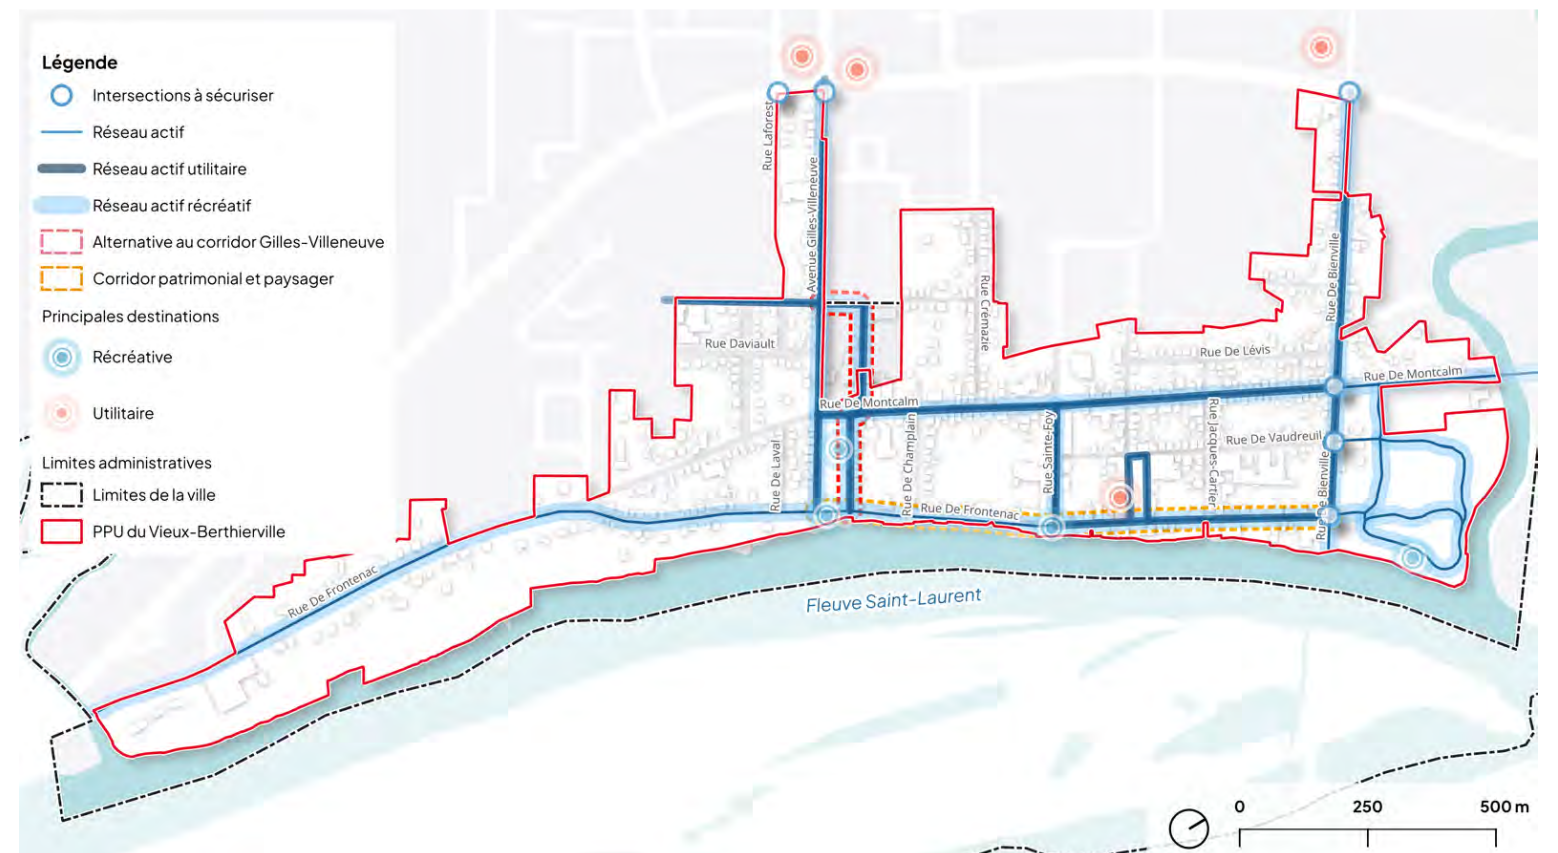 Légende
Intersections à sécuriser
Réseau actif
Réseau actif utilitaire
Réseau actif récréatif
Alternative au corridor Gilles-Villeneuve
Corridor patrimonial et paysager
Principales destinations
Récréative
Utilitaire
Limites administratives
Limites de la ville
PPU du Vieux-Berthierville
Rue Laforest
Avenue Gilles-Villeneuve
Rue Daviault
Rue Crémazie
Rue De Bienville
Rue De Lévis
Rue De Montcalm
Rue De Montcalm
Rue De Laval
Rue De Champlain
Rue Sainte-Foy
Rue Jacques-Cartier
Rue De Vaudreuil
Rue De Bienville
Rue De Frontenac
Rue De Frontenac
Fleuve Saint-Laurent
0 250 500 m